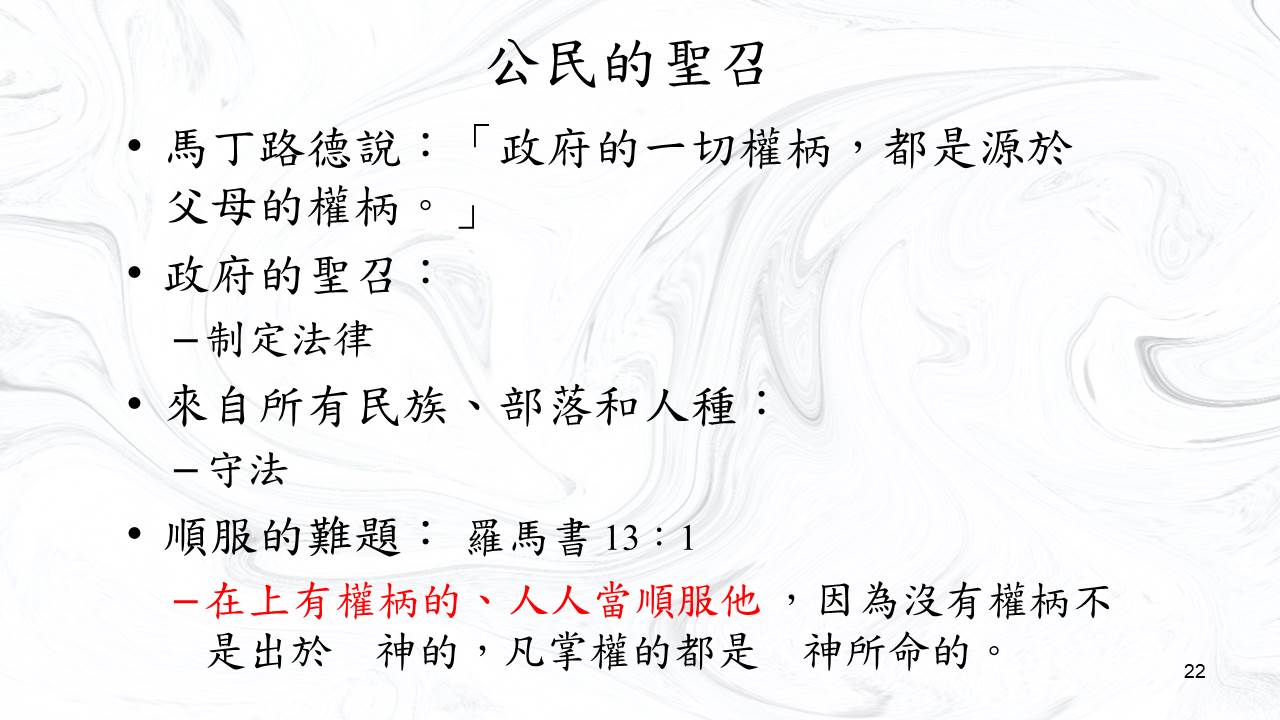 公民的聖召
• 馬丁路德說：「政府的一切權柄，都是源於
父母的權柄。」
• 政府的聖召：
–制定法律
• 來自所有民族、部落和人種：
–守法
• 順服的難題： 羅馬書 13：1
–在上有權柄的、人人當順服他 ，因為沒有權柄不
是出於　神的，凡掌權的都是　神所命的。
22